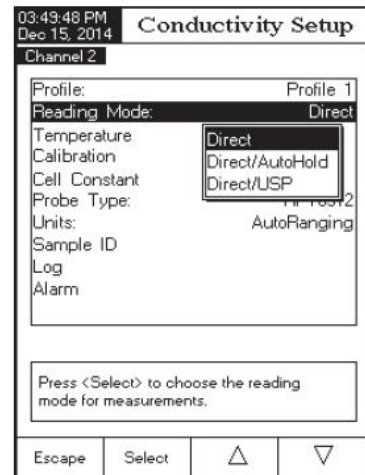 03:49:48 PM
Dec 15, 2014
Conductivity Setup
Channel 2
Profile: Profile 1
Reading Mode: Direct
Temperature
Calibration
Cell Constant
Probe Type:
Units: AutoRanging
Sample ID
Log
Alarm
Direct
Direct/AutoHold
Direct/USP
Press <Select> to choose the reading
mode for measurements.
Escape Select △ ▽